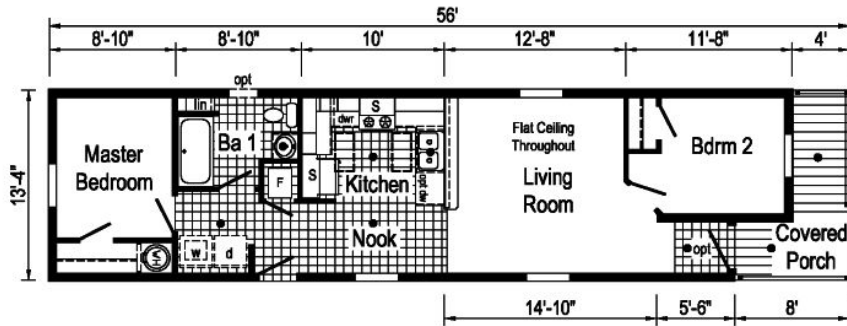 56'
8'-10" 8'-10" 10' 12'-8" 11'-8" 4'
opt
13'-4"
lin
Ba 1
S
dwr
Flat Ceiling
Throughout
Master
Bedroom
Bdrm 2
F
S
Kitchen
opt dw
Living
Room
Nook
Covered
Porch
WH
w
d
opt
14'-10" 5'-6" 8'